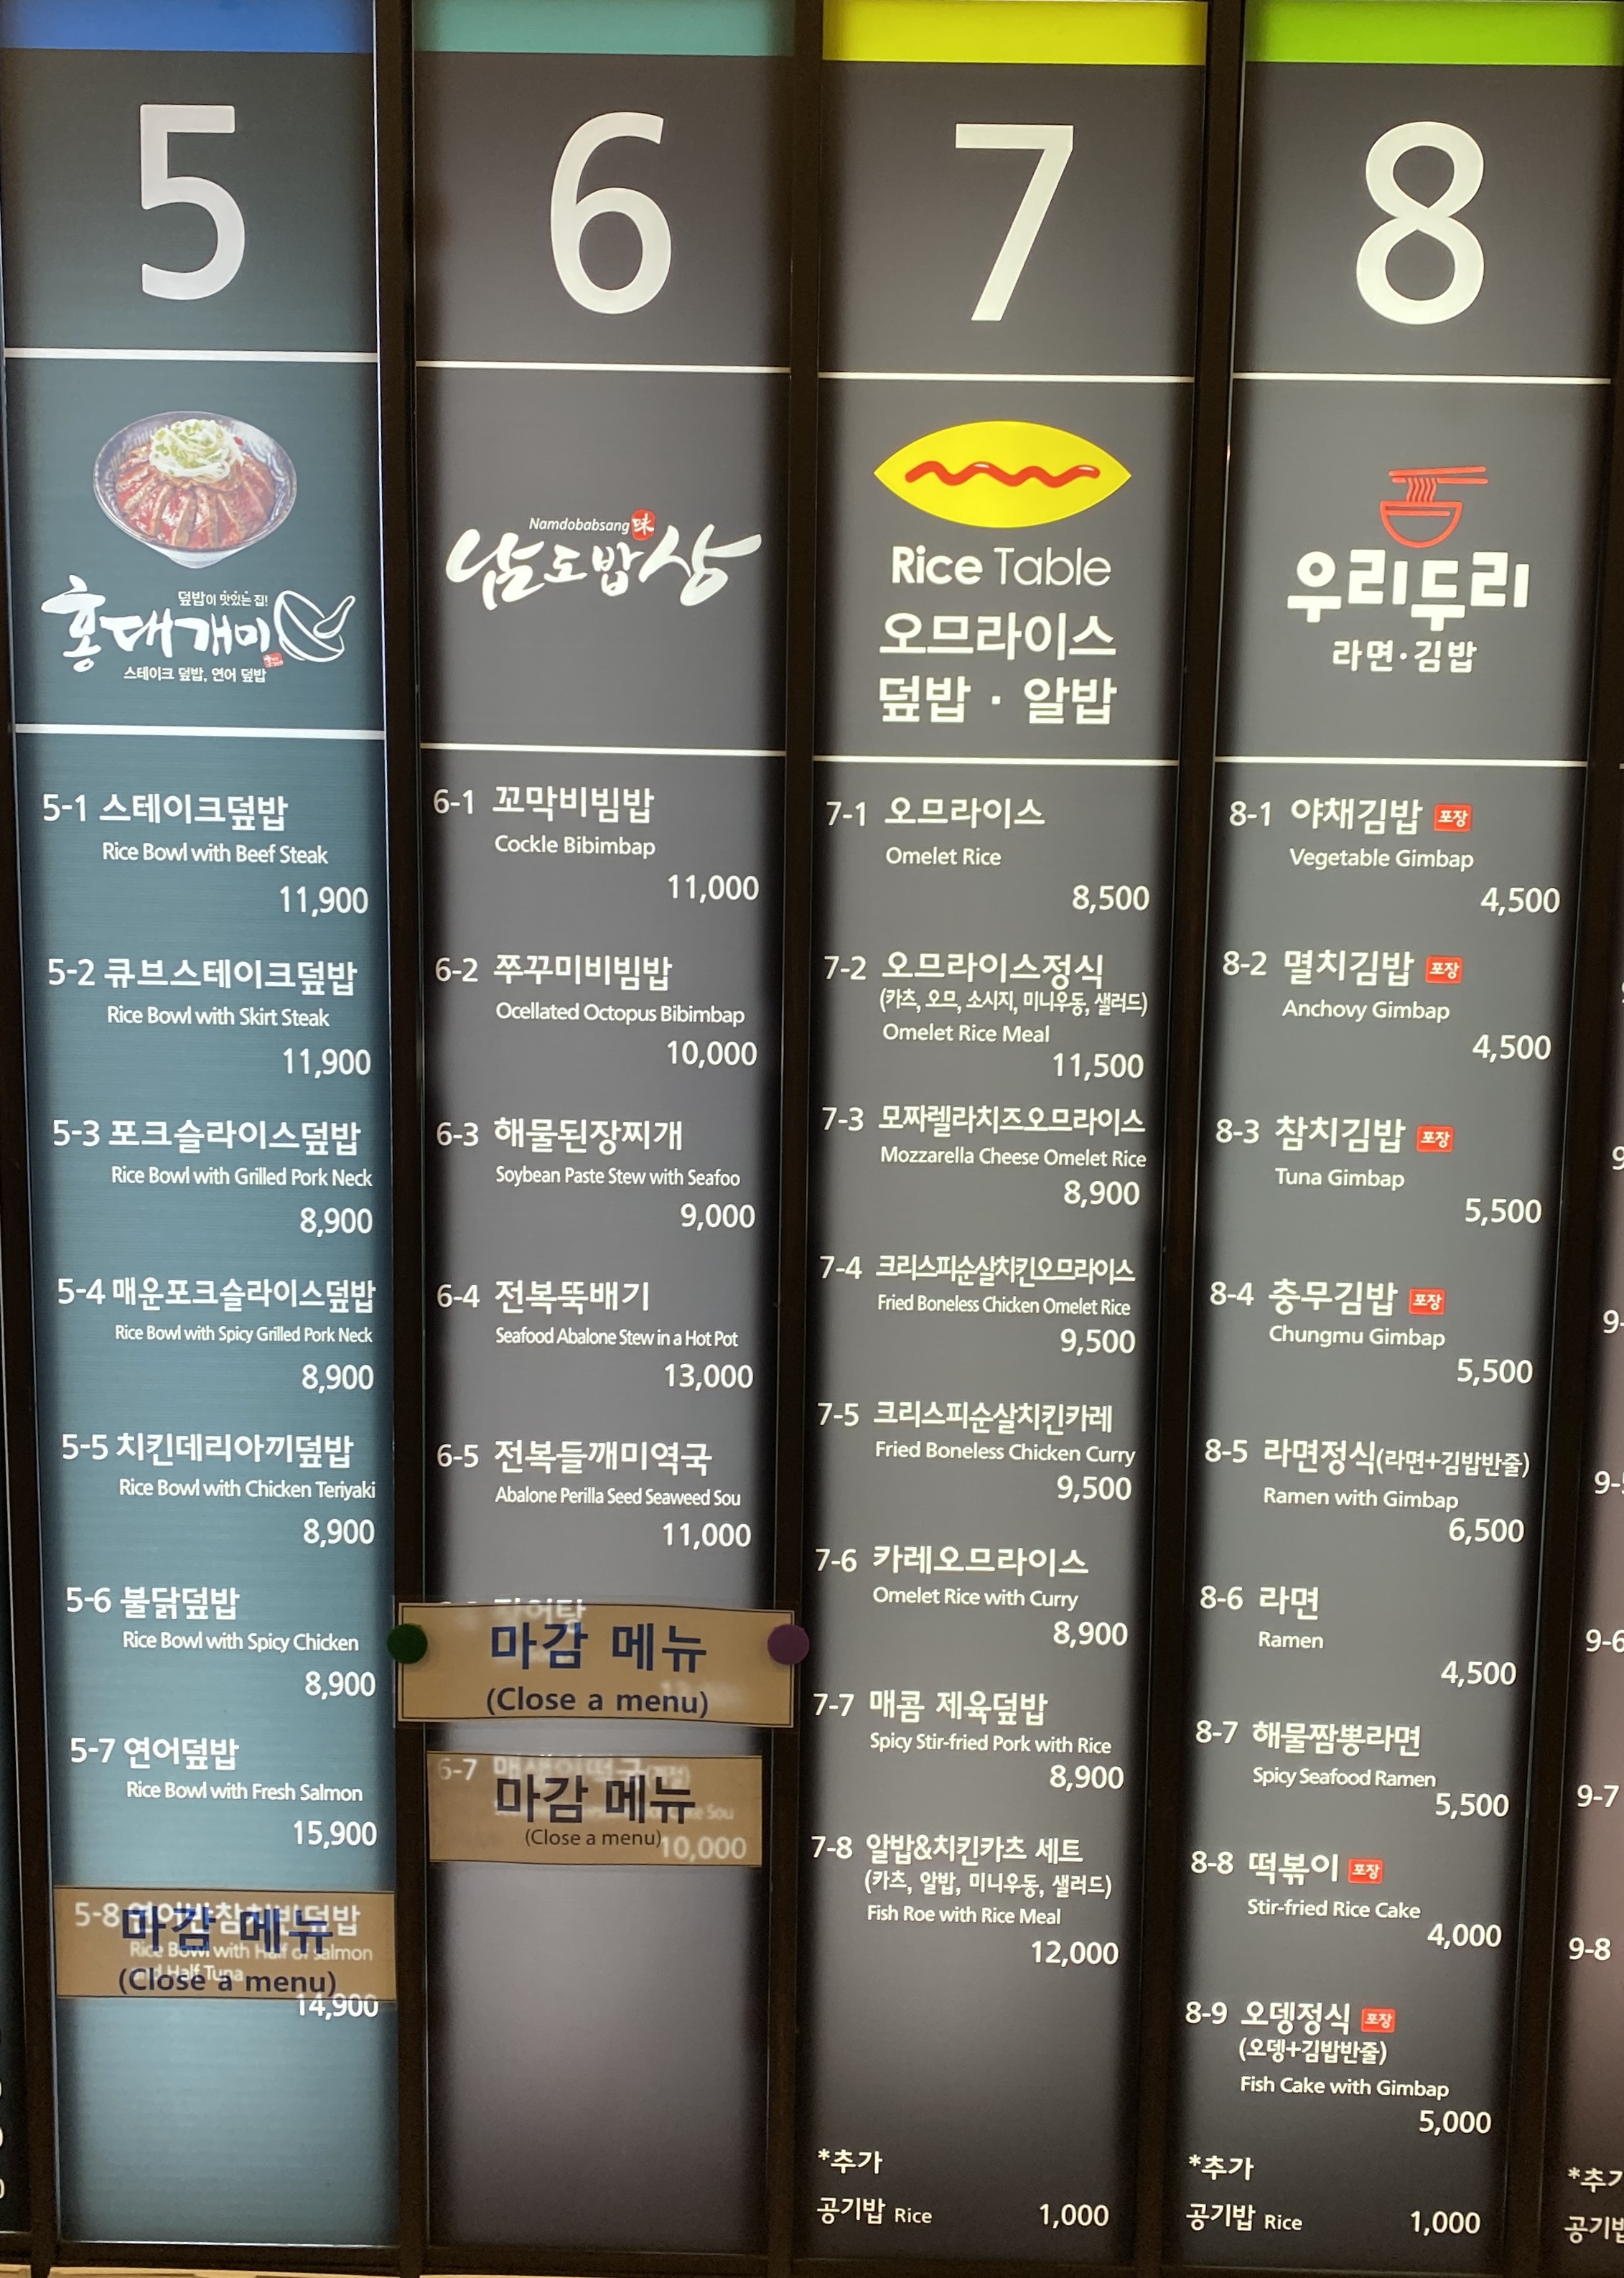 5
덮밥이 맛있는 집!
홍대개미
스테이크 덮밥, 연어 덮밥
5-1 스테이크덮밥
Rice Bowl with Beef Steak
11,900
5-2 큐브스테이크덮밥
Rice Bowl with Skirt Steak
11,900
5-3 포크슬라이스덮밥
Rice Bowl with Grilled Pork Neck
8,900
5-4 매운포크슬라이스덮밥
Rice Bowl with Spicy Grilled Pork Neck
8,900
5-5 치킨데리아끼덮밥
Rice Bowl with Chicken Teriyaki
8,900
5-6 불닭덮밥
Rice Bowl with Spicy Chicken
8,900
5-7 연어덮밥
Rice Bowl with Fresh Salmon
15,900
5-8 연어반참치반덮밥
Rice Bowl with Half of salmon
and Half Tuna
마감 메뉴
(Close a menu)
14,900
6
Namdobabsang 味
남도밥상
6-1 꼬막비빔밥
Cockle Bibimbap
11,000
6-2 쭈꾸미비빔밥
Ocellated Octopus Bibimbap
10,000
6-3 해물된장찌개
Soybean Paste Stew with Seafoo
9,000
6-4 전복뚝배기
Seafood Abalone Stew in a Hot Pot
13,000
6-5 전복들깨미역국
Abalone Perilla Seed Seaweed Sou
11,000
마감 메뉴
(Close a menu)
6-7
마감 메뉴
(Close a menu)
10,000
7
Rice Table
오므라이스
덮밥 · 알밥
7-1 오므라이스
Omelet Rice
8,500
7-2 오므라이스정식
(카츠, 오므, 소시지, 미니우동, 샐러드)
Omelet Rice Meal
11,500
7-3 모짜렐라치즈오므라이스
Mozzarella Cheese Omelet Rice
8,900
7-4 크리스피순살치킨오므라이스
Fried Boneless Chicken Omelet Rice
9,500
7-5 크리스피순살치킨카레
Fried Boneless Chicken Curry
9,500
7-6 카레오므라이스
Omelet Rice with Curry
8,900
7-7 매콤 제육덮밥
Spicy Stir-fried Pork with Rice
8,900
7-8 알밥&치킨카츠 세트
(카츠, 알밥, 미니우동, 샐러드)
Fish Roe with Rice Meal
12,000
*추가
공기밥 Rice 1,000
8
우리두리
라면·김밥
8-1 야채김밥 포장
Vegetable Gimbap
4,500
8-2 멸치김밥 포장
Anchovy Gimbap
4,500
8-3 참치김밥 포장
Tuna Gimbap
5,500
8-4 충무김밥 포장
Chungmu Gimbap
5,500
8-5 라면정식(라면+김밥반줄)
Ramen with Gimbap
6,500
8-6 라면
Ramen
4,500
8-7 해물짬뽕라면
Spicy Seafood Ramen
5,500
8-8 떡볶이 포장
Stir-fried Rice Cake
4,000
8-9 오뎅정식 포장
(오뎅+김밥반줄)
Fish Cake with Gimbap
5,000
*추가
공기밥 Rice 1,000
9-6
9-7
9-8